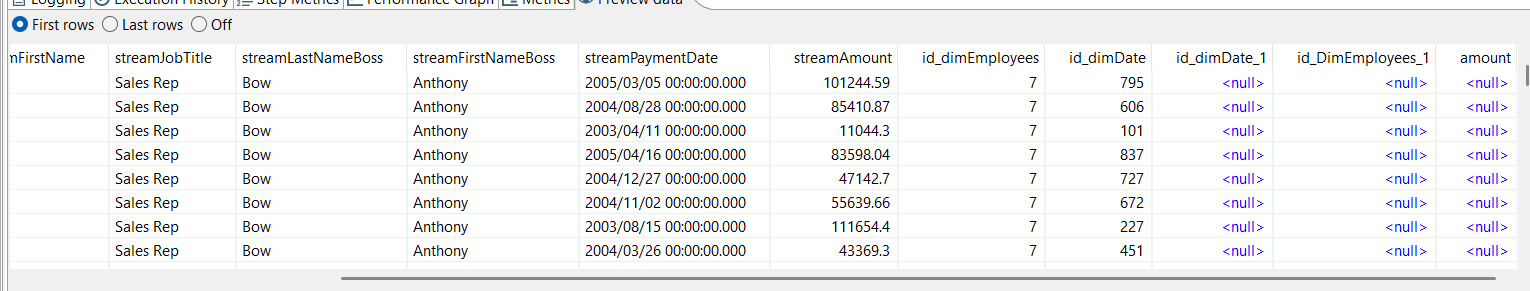 Logging Execution History Step Metrics Performance Graph Metrics Preview data
First rows Last rows Off
mFirstName streamJobTitle streamLastNameBoss streamFirstNameBoss streamPaymentDate streamAmount id_dimEmployees id_dimDate id_dimDate_1 id_DimEmployees_1 amount
Sales Rep Bow Anthony 2005/03/05 00:00:00.000 101244.59 7 795 <null> <null> <null>
Sales Rep Bow Anthony 2004/08/28 00:00:00.000 85410.87 7 606 <null> <null> <null>
Sales Rep Bow Anthony 2003/04/11 00:00:00.000 11044.3 7 101 <null> <null> <null>
Sales Rep Bow Anthony 2005/04/16 00:00:00.000 83598.04 7 837 <null> <null> <null>
Sales Rep Bow Anthony 2004/12/27 00:00:00.000 47142.7 7 727 <null> <null> <null>
Sales Rep Bow Anthony 2004/11/02 00:00:00.000 55639.66 7 672 <null> <null> <null>
Sales Rep Bow Anthony 2003/08/15 00:00:00.000 111654.4 7 227 <null> <null> <null>
Sales Rep Bow Anthony 2004/03/26 00:00:00.000 43369.3 7 451 <null> <null> <null>